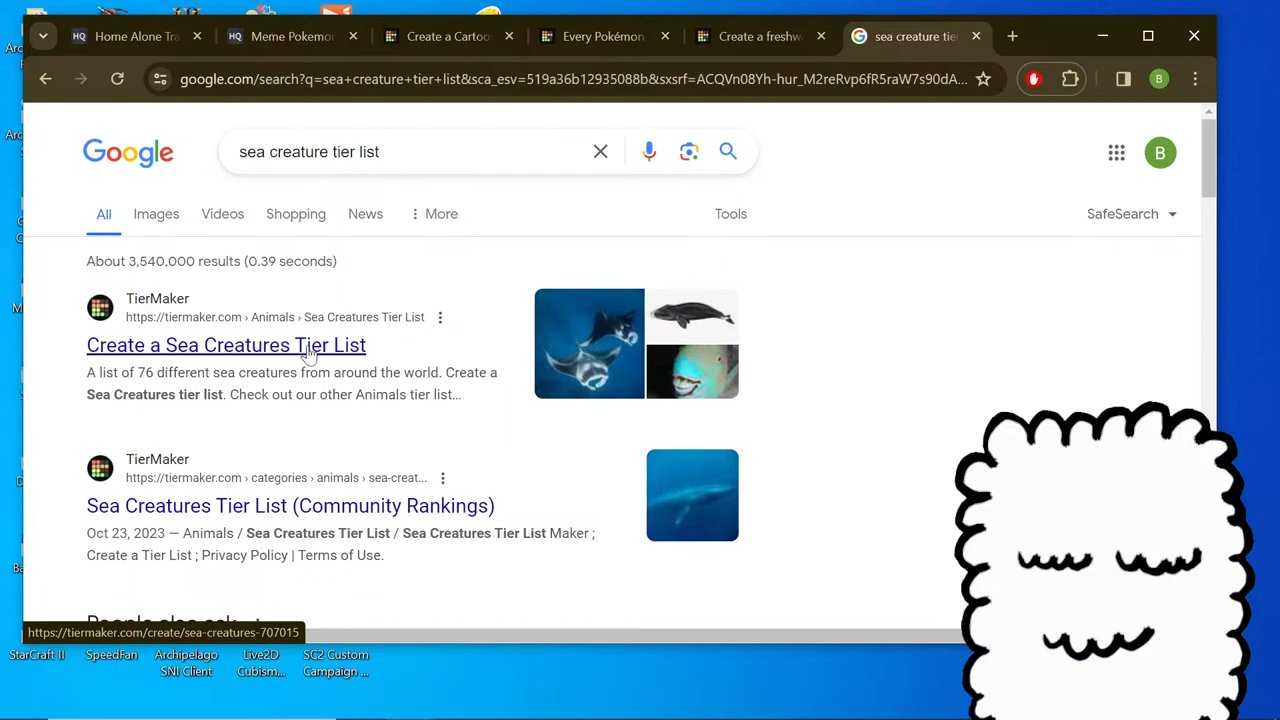 Home Alone Tra
Meme Pokemon
Create a Cartoo
Every Pokémon
Create a freshw
sea creature tie
google.com/search?q=sea+creature+tier+list&sca_esv=519a36b12935088b&sxsrf=ACQVn08Yh-hur_M2reRvp6fR5raW7s90dA...
B
Google
sea creature tier list
B
All
Images
Videos
Shopping
News
More
Tools
SafeSearch
About 3,540,000 results (0.39 seconds)
TierMaker
https://tiermaker.com › Animals › Sea Creatures Tier List
Create a Sea Creatures Tier List
A list of 76 different sea creatures from around the world. Create a
Sea Creatures tier list. Check out our other Animals tier list...
TierMaker
https://tiermaker.com › categories › animals › sea-creat...
Sea Creatures Tier List (Community Rankings)
Oct 23, 2023 — Animals / Sea Creatures Tier List / Sea Creatures Tier List Maker ;
Create a Tier List ; Privacy Policy | Terms of Use.
People also ask
https://tiermaker.com/create/sea-creatures-707015
StarCraft II
SpeedFan
Archipelago
SNI Client
Live2D
Cubism...
SC2 Custom
Campaign ...